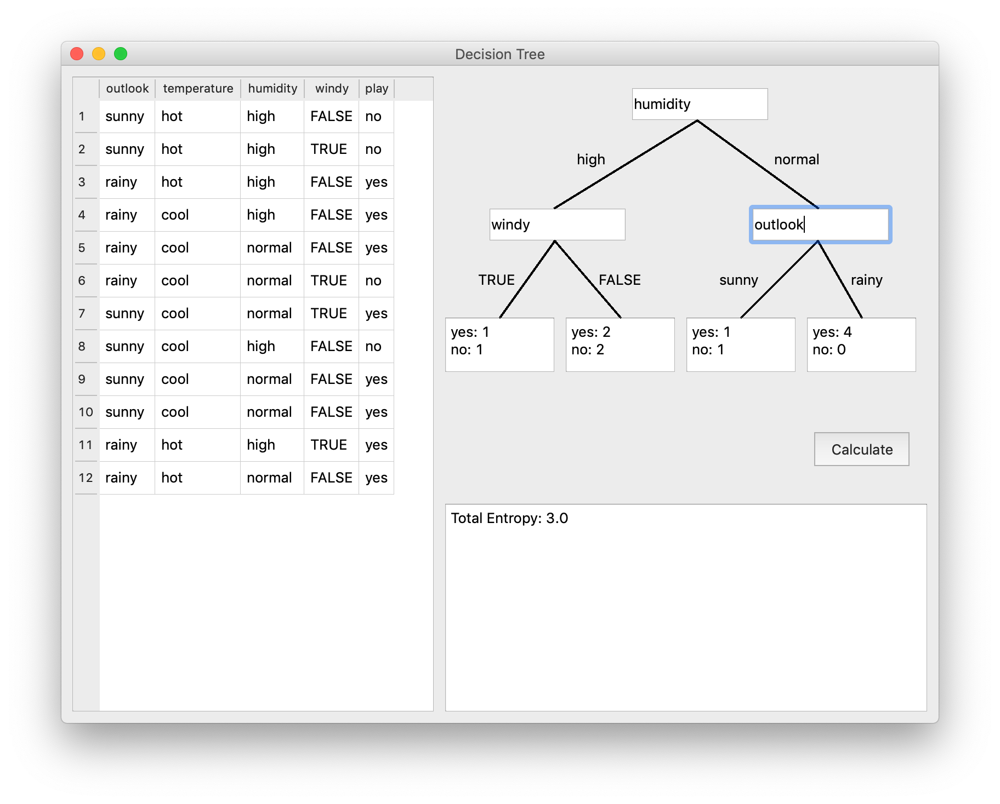 Decision Tree
outlook temperature humidity windy play
1 sunny hot high FALSE no
2 sunny hot high TRUE no
3 rainy hot high FALSE yes
4 rainy cool high FALSE yes
5 rainy cool normal FALSE yes
6 rainy cool normal TRUE no
7 sunny cool normal TRUE yes
8 sunny cool high FALSE no
9 sunny cool normal FALSE yes
10 sunny cool normal FALSE yes
11 rainy hot high TRUE yes
12 rainy hot normal FALSE yes
humidity
high normal
windy outlook
TRUE FALSE sunny rainy
yes: 1
no: 1
yes: 2
no: 2
yes: 1
no: 1
yes: 4
no: 0
Calculate
Total Entropy: 3.0